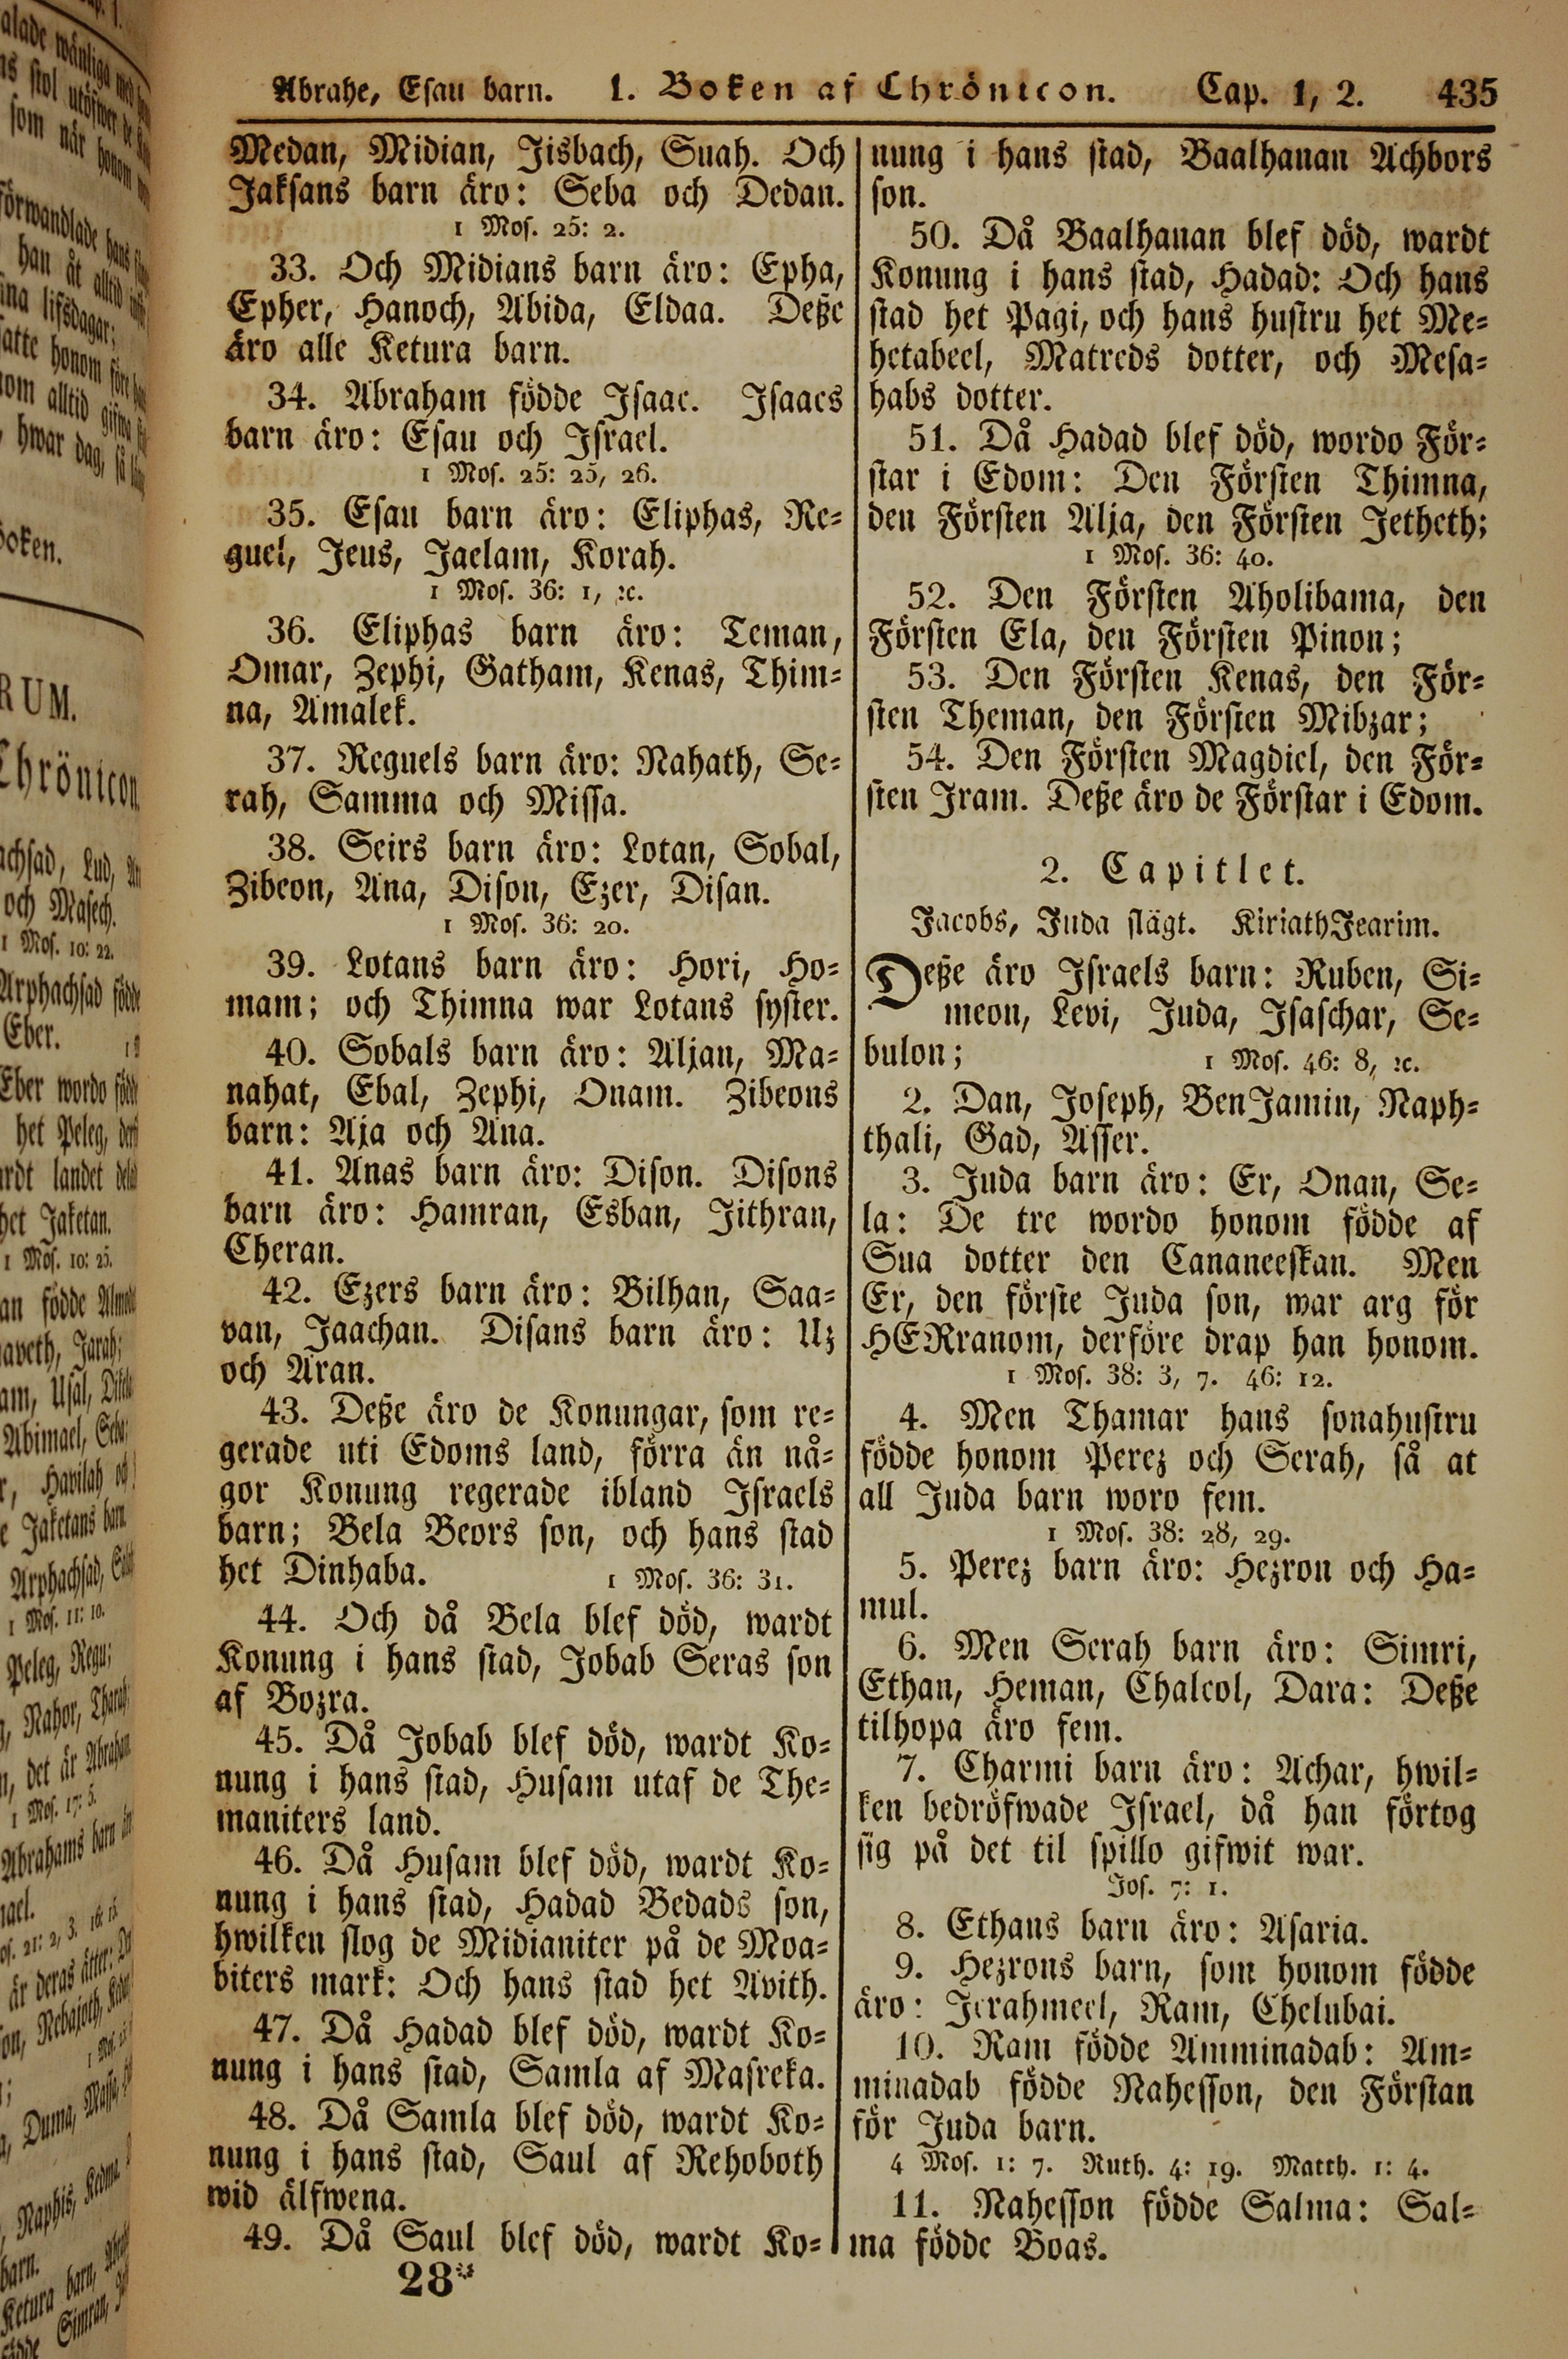 Abrahe, Esau barn. 1. Boken af Chrönicon. Cap. 1, 2. 435
Medan, Midian, Jisbach, Suah. Och
Jaksans barn äro: Seba och Dedan.
1 Mos. 25: 2.
33. Och Midians barn äro: Epha,
Epher, Hanoch, Abida, Eldaa. Deße
äro alle Ketura barn.
34. Abraham födde Isaac. Isaacs
barn äro: Esau och Israel.
1 Mos. 25: 25, 26.
35. Esau barn äro: Eliphas, Re-
guel, Jeus, Jaelam, Korah.
1 Mos. 36: 1, ꝛc.
36. Eliphas barn äro: Teman,
Omar, Zephi, Gatham, Kenas, Thim-
na, Amalek.
37. Reguels barn äro: Nahath, Se-
rah, Samma och Missa.
38. Seirs barn äro: Lotan, Sobal,
Zibeon, Ana, Dison, Ezer, Disan.
1 Mos. 36: 20.
39. Lotans barn äro: Hori, Ho-
mam; och Thimna war Lotans syster.
40. Sobals barn äro: Aljan, Ma-
nahat, Ebal, Zephi, Onam. Zibeons
barn: Aja och Ana.
41. Anas barn äro: Dison. Disons
barn äro: Hamran, Esban, Jithran,
Cheran.
42. Ezers barn äro: Bilhan, Saa-
van, Jaachan. Disans barn äro: Uz
och Aran.
43. Deße äro de Konungar, som re-
gerade uti Edoms land, förra än nå-
gor Konung regerade ibland Israels
barn; Bela Beors son, och hans stad
het Dinhaba. 1 Mos. 36: 31.
44. Och då Bela blef död, wardt
Konung i hans stad, Jobab Seras son
af Bozra.
45. Då Jobab blef död, wardt Ko-
nung i hans stad, Husam utaf de The-
maniters land.
46. Då Husam blef död, wardt Ko-
nung i hans stad, Hadad Bedads son,
hwilken slog de Midianiter på de Moa-
biters mark: Och hans stad het Avith.
47. Då Hadad blef död, wardt Ko-
nung i hans stad, Samla af Masreka.
48. Då Samla blef död, wardt Ko-
nung i hans stad, Saul af Rehoboth
wid älfwena.
49. Då Saul blef död, wardt Ko-
28*
nung i hans stad, Baalhanan Achbors
son.
50. Då Baalhanan blef död, wardt
Konung i hans stad, Hadad: Och hans
stad het Pagi, och hans hustru het Me-
hetabeel, Matreds dotter, och Mesa-
habs dotter.
51. Då Hadad blef död, wordo För-
star i Edom: Den Försten Thimna,
den Försten Alja, den Försten Jetheth;
1 Mos. 36: 40.
52. Den Försten Aholibama, den
Försten Ela, den Försten Pinon;
53. Den Försten Kenas, den För-
sten Theman, den Försten Mibzar;
54. Den Försten Magdiel, den För-
sten Iram. Deße äro de Förstar i Edom.
2. Capitlet.
Jacobs, Juda slägt. KiriathJearim.
Deße äro Israels barn: Ruben, Si-
meon, Levi, Juda, Isaschar, Se-
bulon; 1 Mos. 46: 8, ꝛc.
2. Dan, Joseph, BenJamin, Naph-
thali, Gad, Asser.
3. Juda barn äro: Er, Onan, Se-
la: De tre wordo honom födde af
Sua dotter den Cananeeskan. Men
Er, den förste Juda son, war arg för
HERranom, derföre drap han honom.
1 Mos. 38: 3, 7. 46: 12.
4. Men Thamar hans sonahustru
födde honom Perez och Serah, så at
all Juda barn woro fem.
1 Mos. 38: 28, 29.
5. Perez barn äro: Hezron och Ha-
mul.
6. Men Serah barn äro: Simri,
Ethan, Heman, Chalcol, Dara: Deße
tilhopa äro fem.
7. Charmi barn äro: Achar, hwil-
ken bedröfwade Israel, då han förtog
sig på det til spillo gifwit war.
Jos. 7: 1.
8. Ethans barn äro: Asaria.
9. Hezrons barn, som honom födde
äro: Jerahmeel, Ram, Chelubai.
10. Ram födde Amminadab: Am-
minadab födde Nahesson, den Förstan
för Juda barn.
4 Mos. 1: 7. Ruth. 4: 19. Matth. 1: 4.
11. Nahesson födde Salma: Sal-
ma födde Boas.